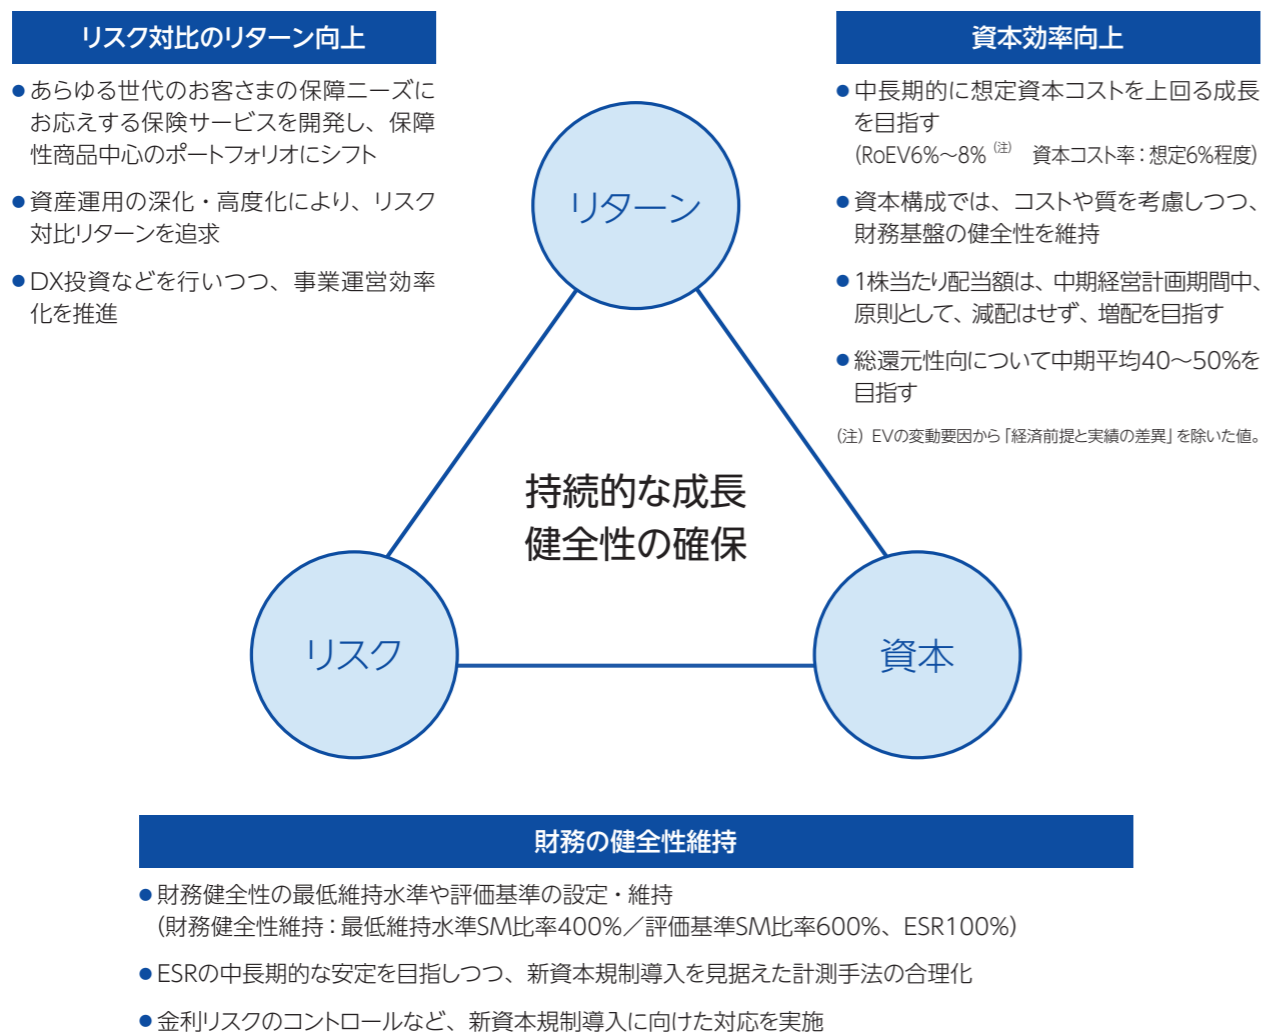 リスク対比のリターン向上
●あらゆる世代のお客さまの保障ニーズに
お応えする保険サービスを開発し、保障
性商品中心のポートフォリオにシフト
●資産運用の深化・高度化により、リスク
対比リターンを追求
●DX投資などを行いつつ、事業運営効率
化を推進
資本効率向上
●中長期的に想定資本コストを上回る成長
を目指す
(RoEV6%～8%(注) 資本コスト率：想定6%程度)
●資本構成では、コストや質を考慮しつつ、
財務基盤の健全性を維持
●1株当たり配当額は、中期経営計画期間中、
原則として、減配はせず、増配を目指す
●総還元性向について中期平均40～50%を
目指す
(注) EVの変動要因から「経済前提と実績の差異」を除いた値。
リターン
持続的な成長
健全性の確保
リスク
資本
財務の健全性維持
●財務健全性の最低維持水準や評価基準の設定・維持
(財務健全性維持：最低維持水準SM比率400%／評価基準SM比率600%、ESR100%)
●ESRの中長期的な安定を目指しつつ、新資本規制導入を見据えた計測手法の合理化
●金利リスクのコントロールなど、新資本規制導入に向けた対応を実施